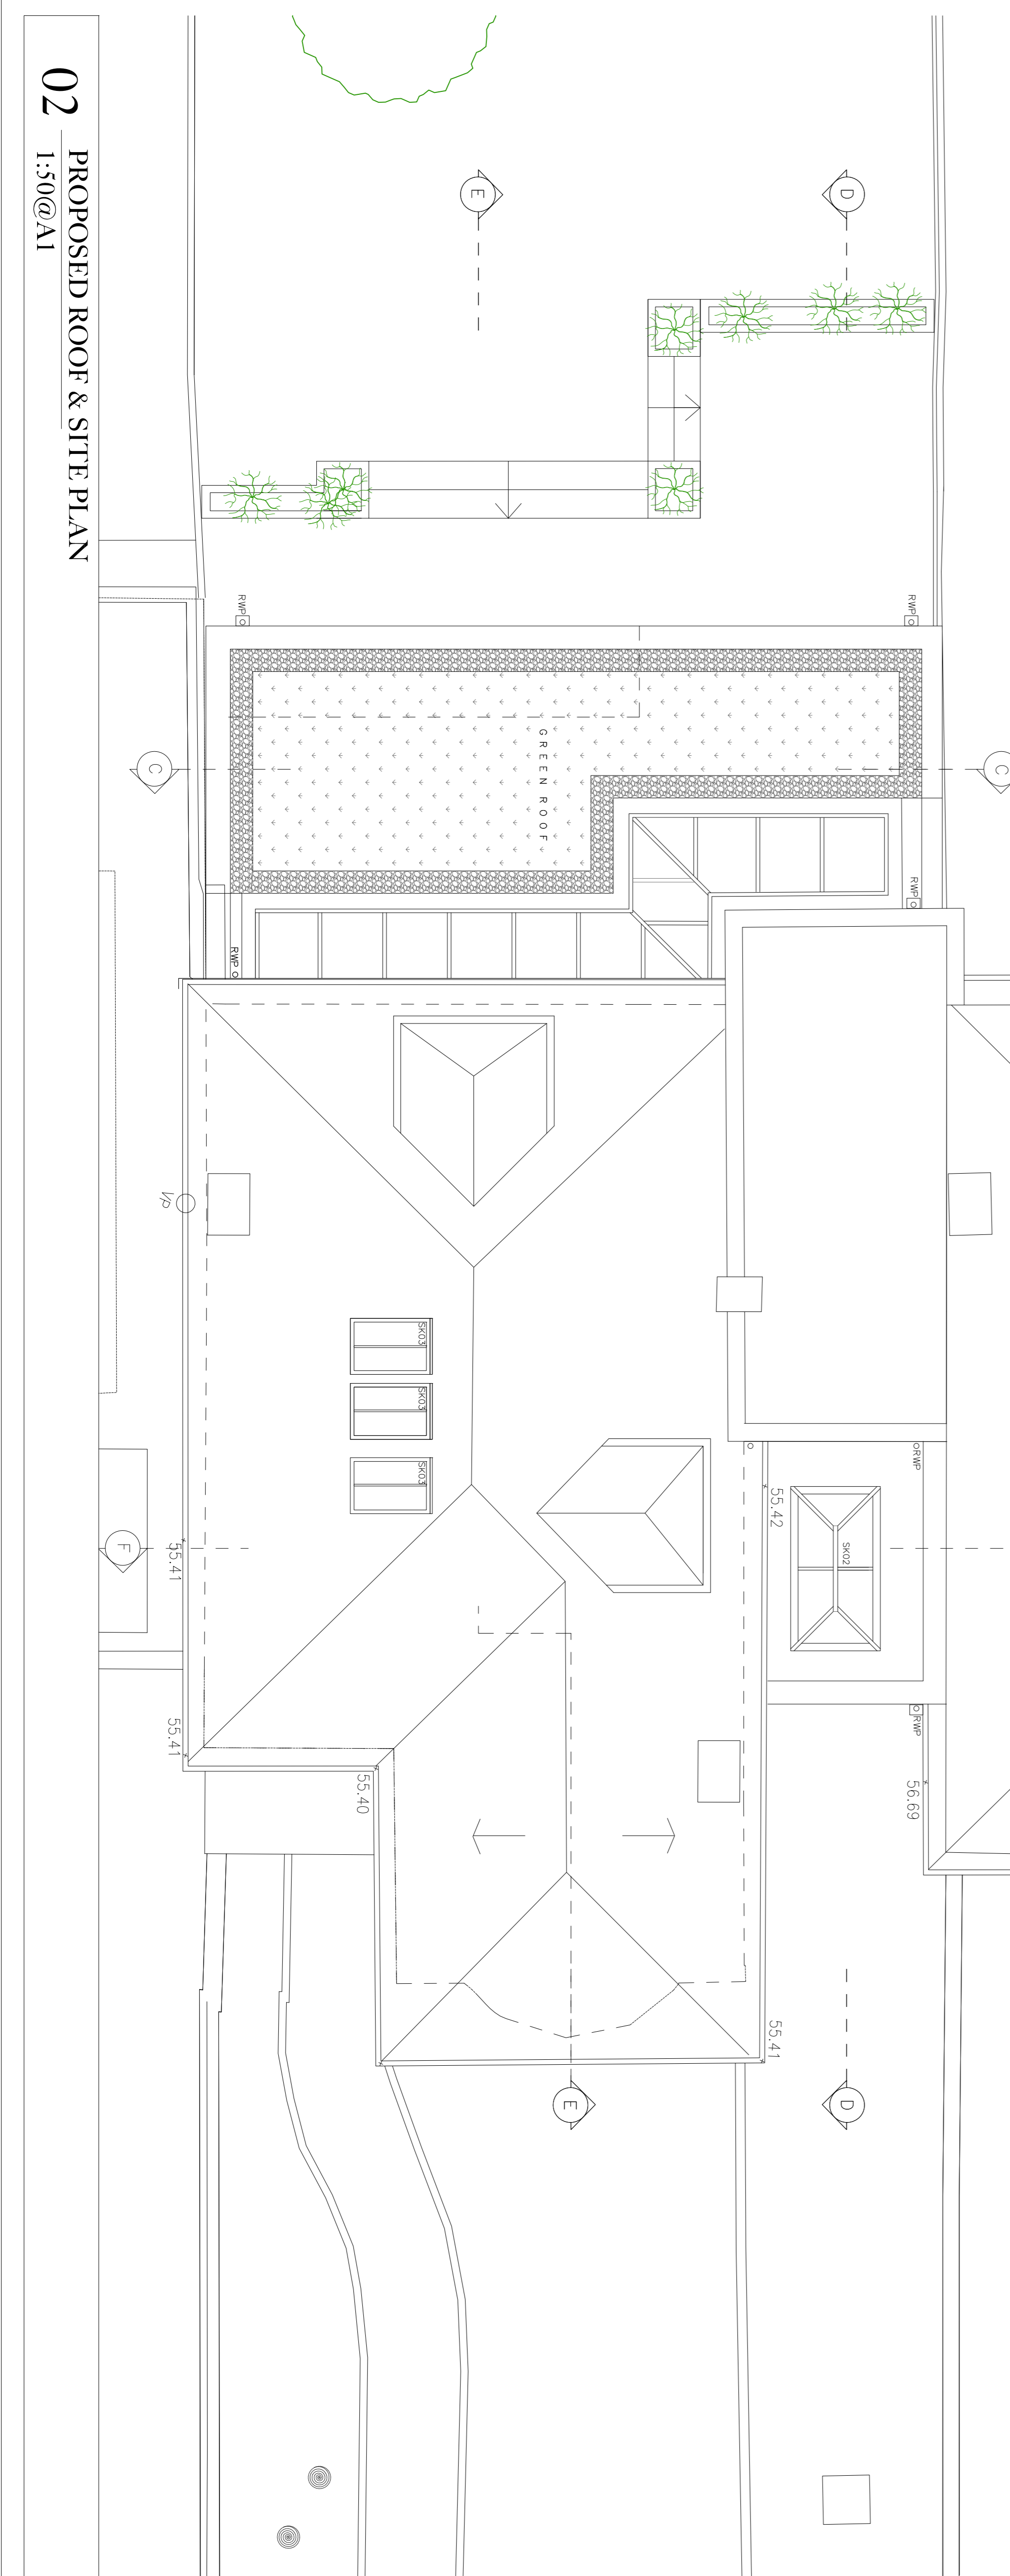 02
PROPOSED ROOF & SITE PLAN
1:50@A1
E
D
RWP
RWP
C
C
GREEN ROOF
RWP
RWP
Vp
SK03
SK03
SK03
RWP
55.42
SK02
F
55.41
RWP
55.41
55.40
56.69
55.41
E
D